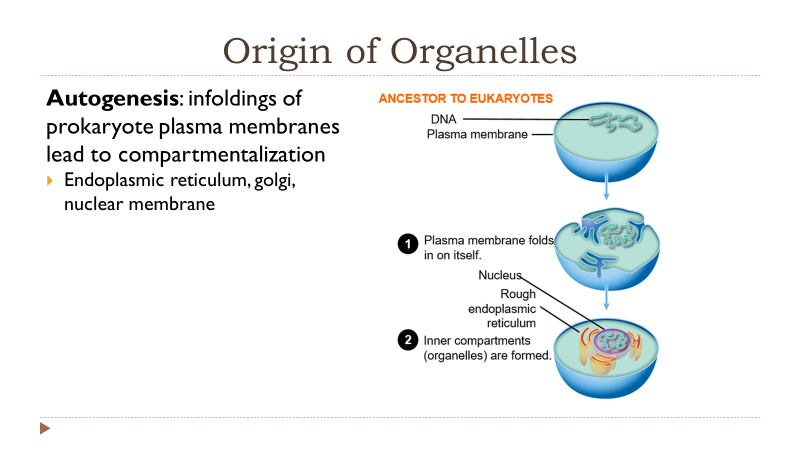 Origin of Organelles
Autogenesis: infoldings of
prokaryote plasma membranes
lead to compartmentalization
Endoplasmic reticulum, golgi,
nuclear membrane
ANCESTOR TO EUKARYOTES
DNA
Plasma membrane
1 Plasma membrane folds
in on itself.
Nucleus
Rough
endoplasmic
reticulum
2 Inner compartments
(organelles) are formed.